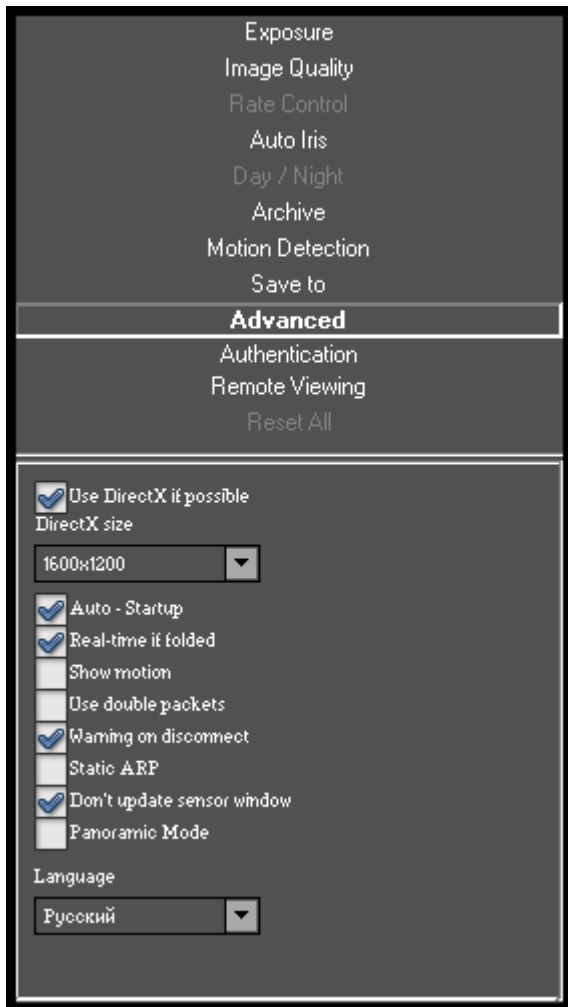 Exposure
Image Quality
Rate Control
Auto Iris
Day / Night
Archive
Motion Detection
Save to
Advanced
Authentication
Remote Viewing
Reset All
Use DirectX if possible
DirectX size
1600x1200
Auto - Startup
Real-time if folded
Show motion
Use double packets
Warning on disconnect
Static ARP
Don't update sensor window
Panoramic Mode
Language
Русский